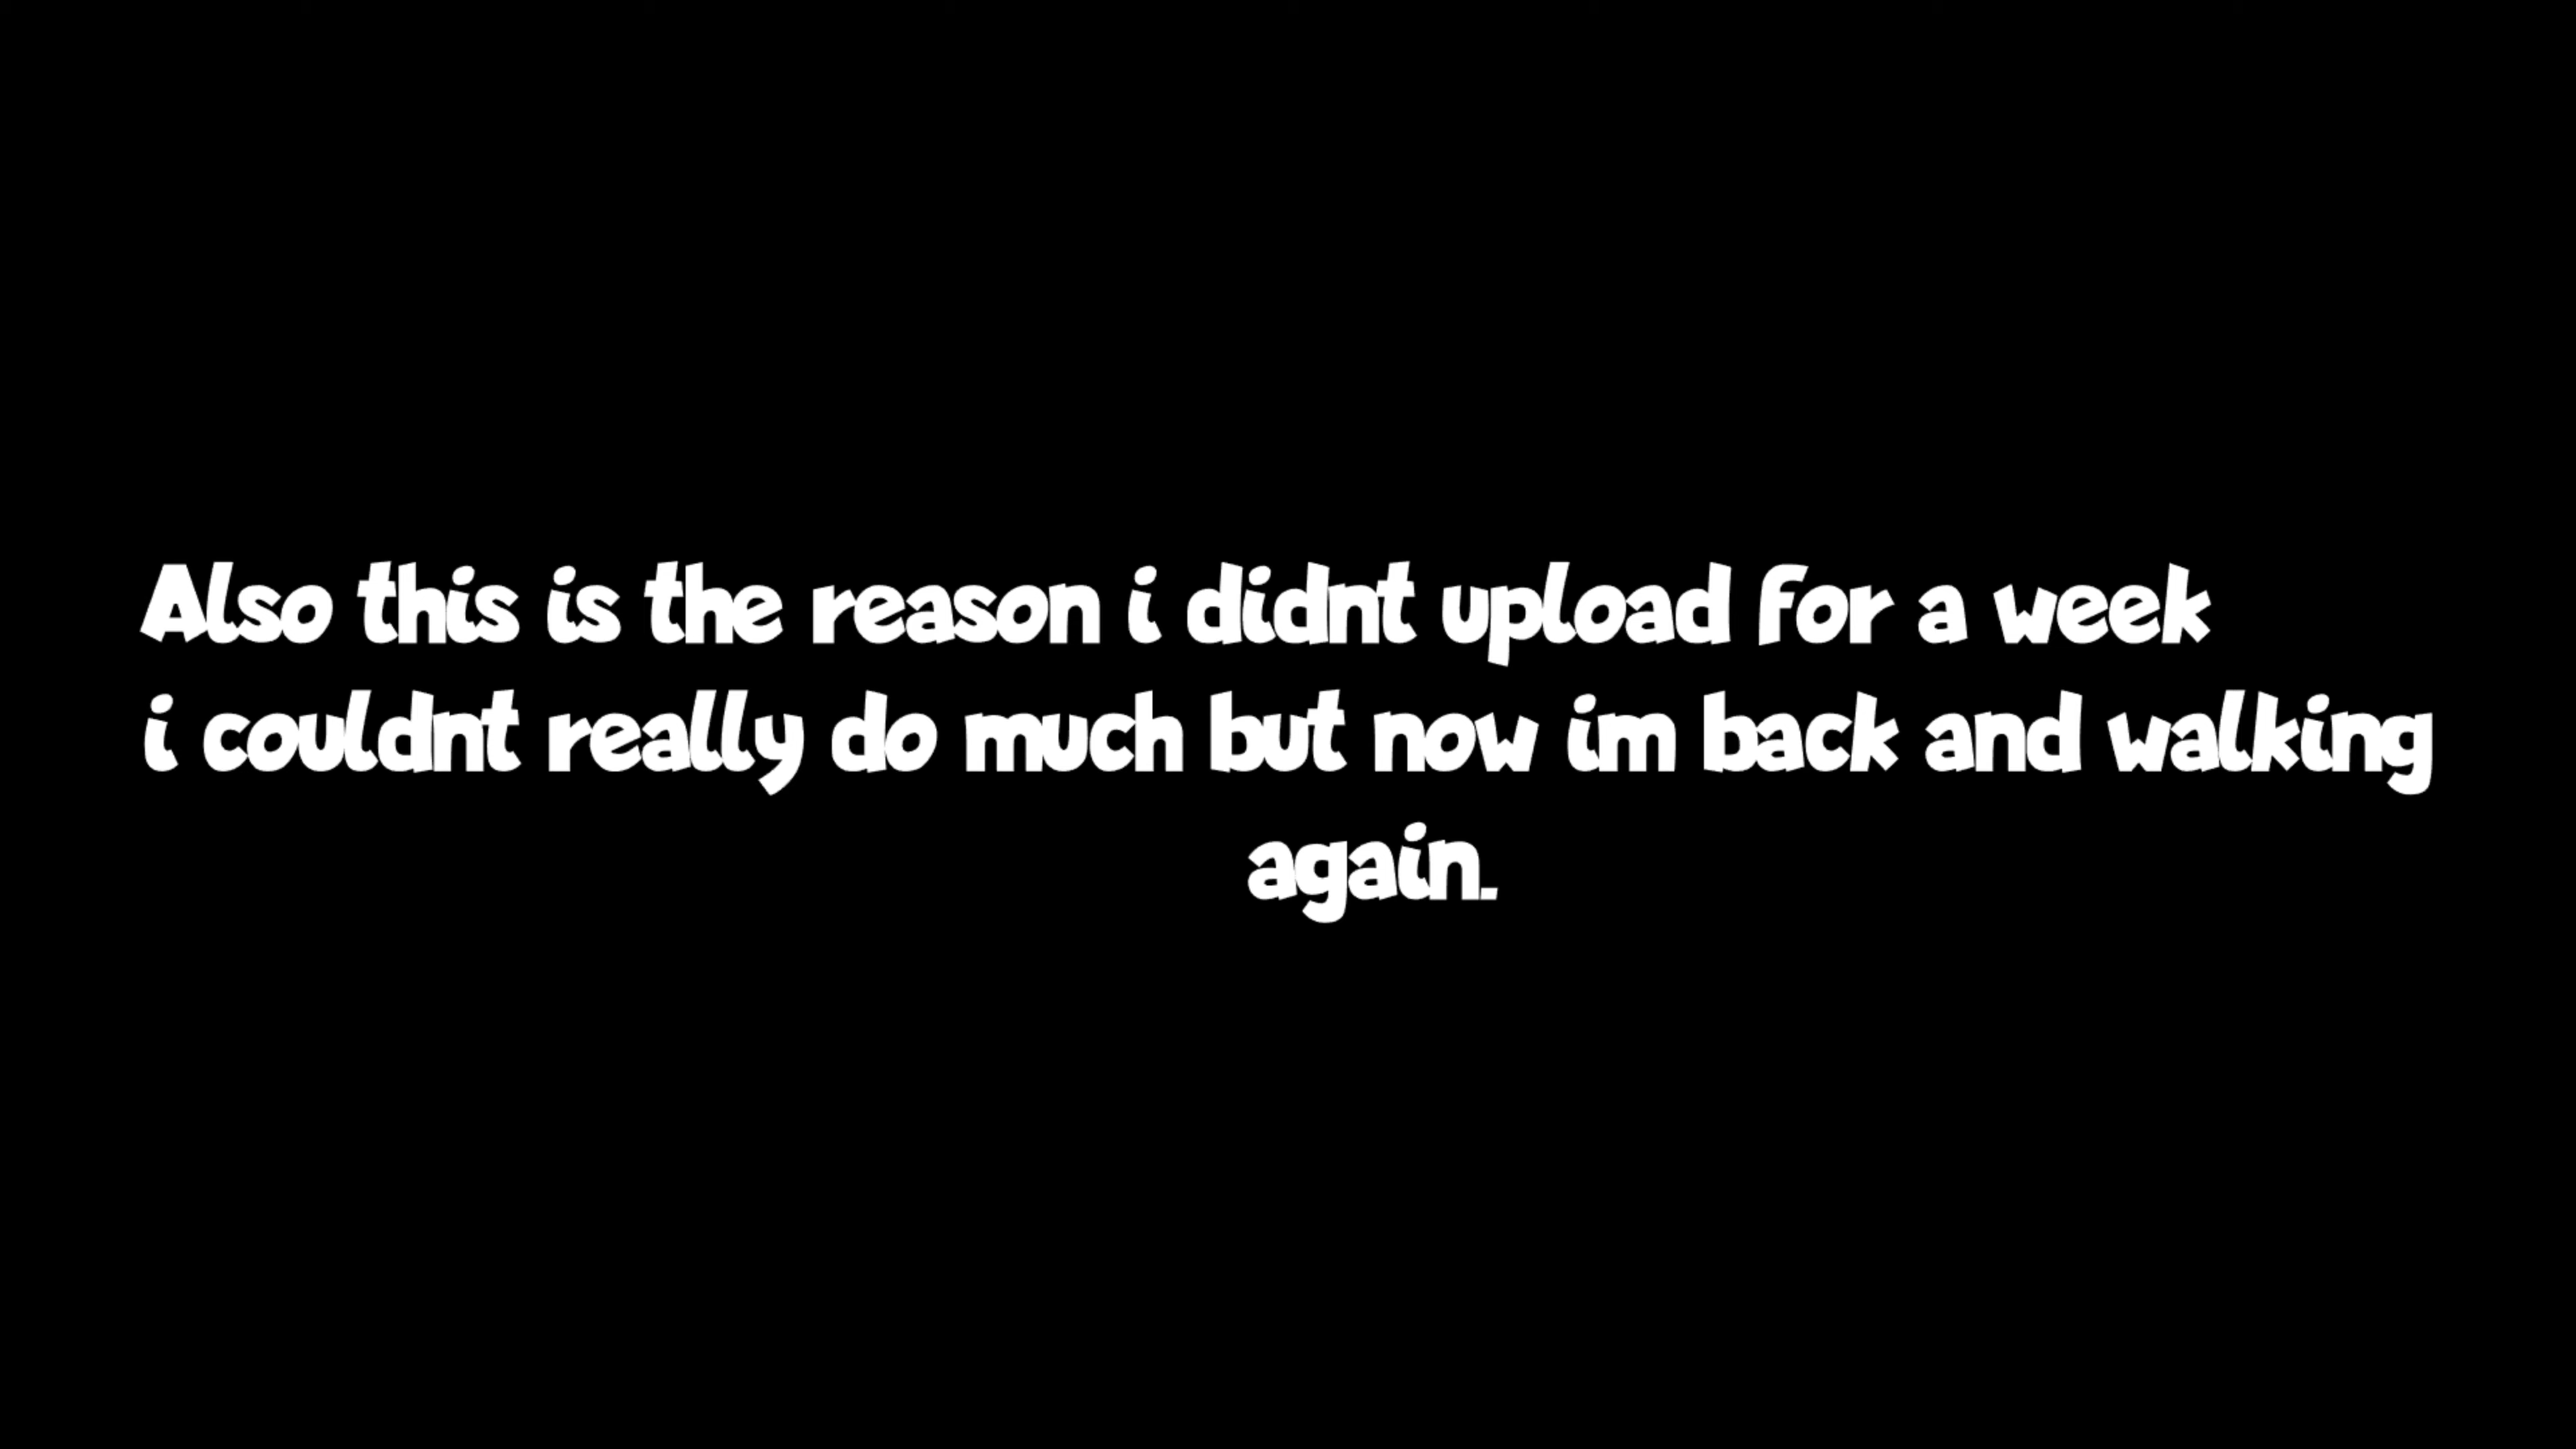 Also this is the reason i didnt upload for a week
i couldnt really do much but now im back and walking
again.